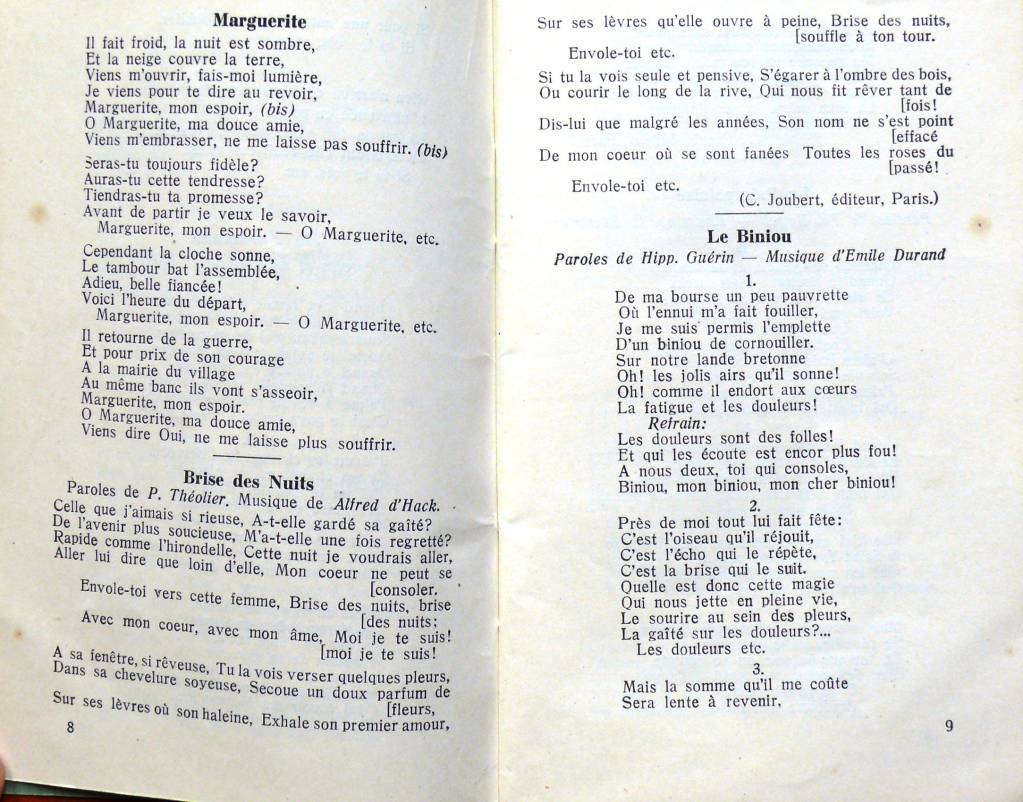 Marguerite
Il fait froid, la nuit est sombre,
Et la neige couvre la terre,
Viens m'ouvrir, fais-moi lumière,
Je viens pour te dire au revoir,
Marguerite, mon espoir, (bis)
O Marguerite, ma douce amie,
Viens m'embrasser, ne me laisse pas souffrir. (bis)
Seras-tu toujours fidèle?
Auras-tu cette tendresse?
Tiendras-tu ta promesse?
Avant de partir je veux le savoir,
Marguerite, mon espoir. — O Marguerite, etc.
Cependant la cloche sonne,
Le tambour bat l'assemblée,
Adieu, belle fiancée!
Voici l'heure du départ,
Marguerite, mon espoir. — O Marguerite, etc.
Il retourne de la guerre,
Et pour prix de son courage
A la mairie du village
Au même banc ils vont s'asseoir,
Marguerite, mon espoir.
O Marguerite, ma douce amie,
Viens dire Oui, ne me laisse plus souffrir.
Brise des Nuits
Paroles de P. Théolier. Musique de Alfred d'Hack.
Celle que j'aimais si rieuse, A-t-elle gardé sa gaîté?
De l'avenir plus soucieuse, M'a-t-elle une fois regretté?
Rapide comme l'hirondelle, Cette nuit je voudrais aller,
Aller lui dire que loin d'elle, Mon coeur ne peut se
[consoler.
Envole-toi vers cette femme, Brise des nuits, brise
[des nuits;
Avec mon coeur, avec mon âme, Moi je te suis!
[moi je te suis!
A sa fenêtre, si rêveuse, Tu la vois verser quelques pleurs,
Dans sa chevelure soyeuse, Secoue un doux parfum de
[fleurs,
Sur ses lèvres où son haleine, Exhale son premier amour,
8
Sur ses lèvres qu'elle ouvre à peine, Brise des nuits,
[souffle à ton tour.
Envole-toi etc.
Si tu la vois seule et pensive, S'égarer à l'ombre des bois,
Ou courir le long de la rive, Qui nous fit rêver tant de
[fois!
Dis-lui que malgré les années, Son nom ne s'est point
[effacé
De mon coeur où se sont fanées Toutes les roses du
[passé!
Envole-toi etc.
(C. Joubert, éditeur, Paris.)
Le Biniou
Paroles de Hipp. Guérin — Musique d'Emile Durand
1.
De ma bourse un peu pauvrette
Où l'ennui m'a fait fouiller,
Je me suis permis l'emplette
D'un biniou de cornouiller.
Sur notre lande bretonne
Oh! les jolis airs qu'il sonne!
Oh! comme il endort aux cœurs
La fatigue et les douleurs!
Refrain:
Les douleurs sont des folles!
Et qui les écoute est encor plus fou!
A nous deux, toi qui consoles,
Biniou, mon biniou, mon cher biniou!
2.
Près de moi tout lui fait fête:
C'est l'oiseau qu'il réjouit,
C'est l'écho qui le répète,
C'est la brise qui le suit.
Quelle est donc cette magie
Qui nous jette en pleine vie,
Le sourire au sein des pleurs,
La gaîté sur les douleurs?...
Les douleurs etc.
3.
Mais la somme qu'il me coûte
Sera lente à revenir,
9